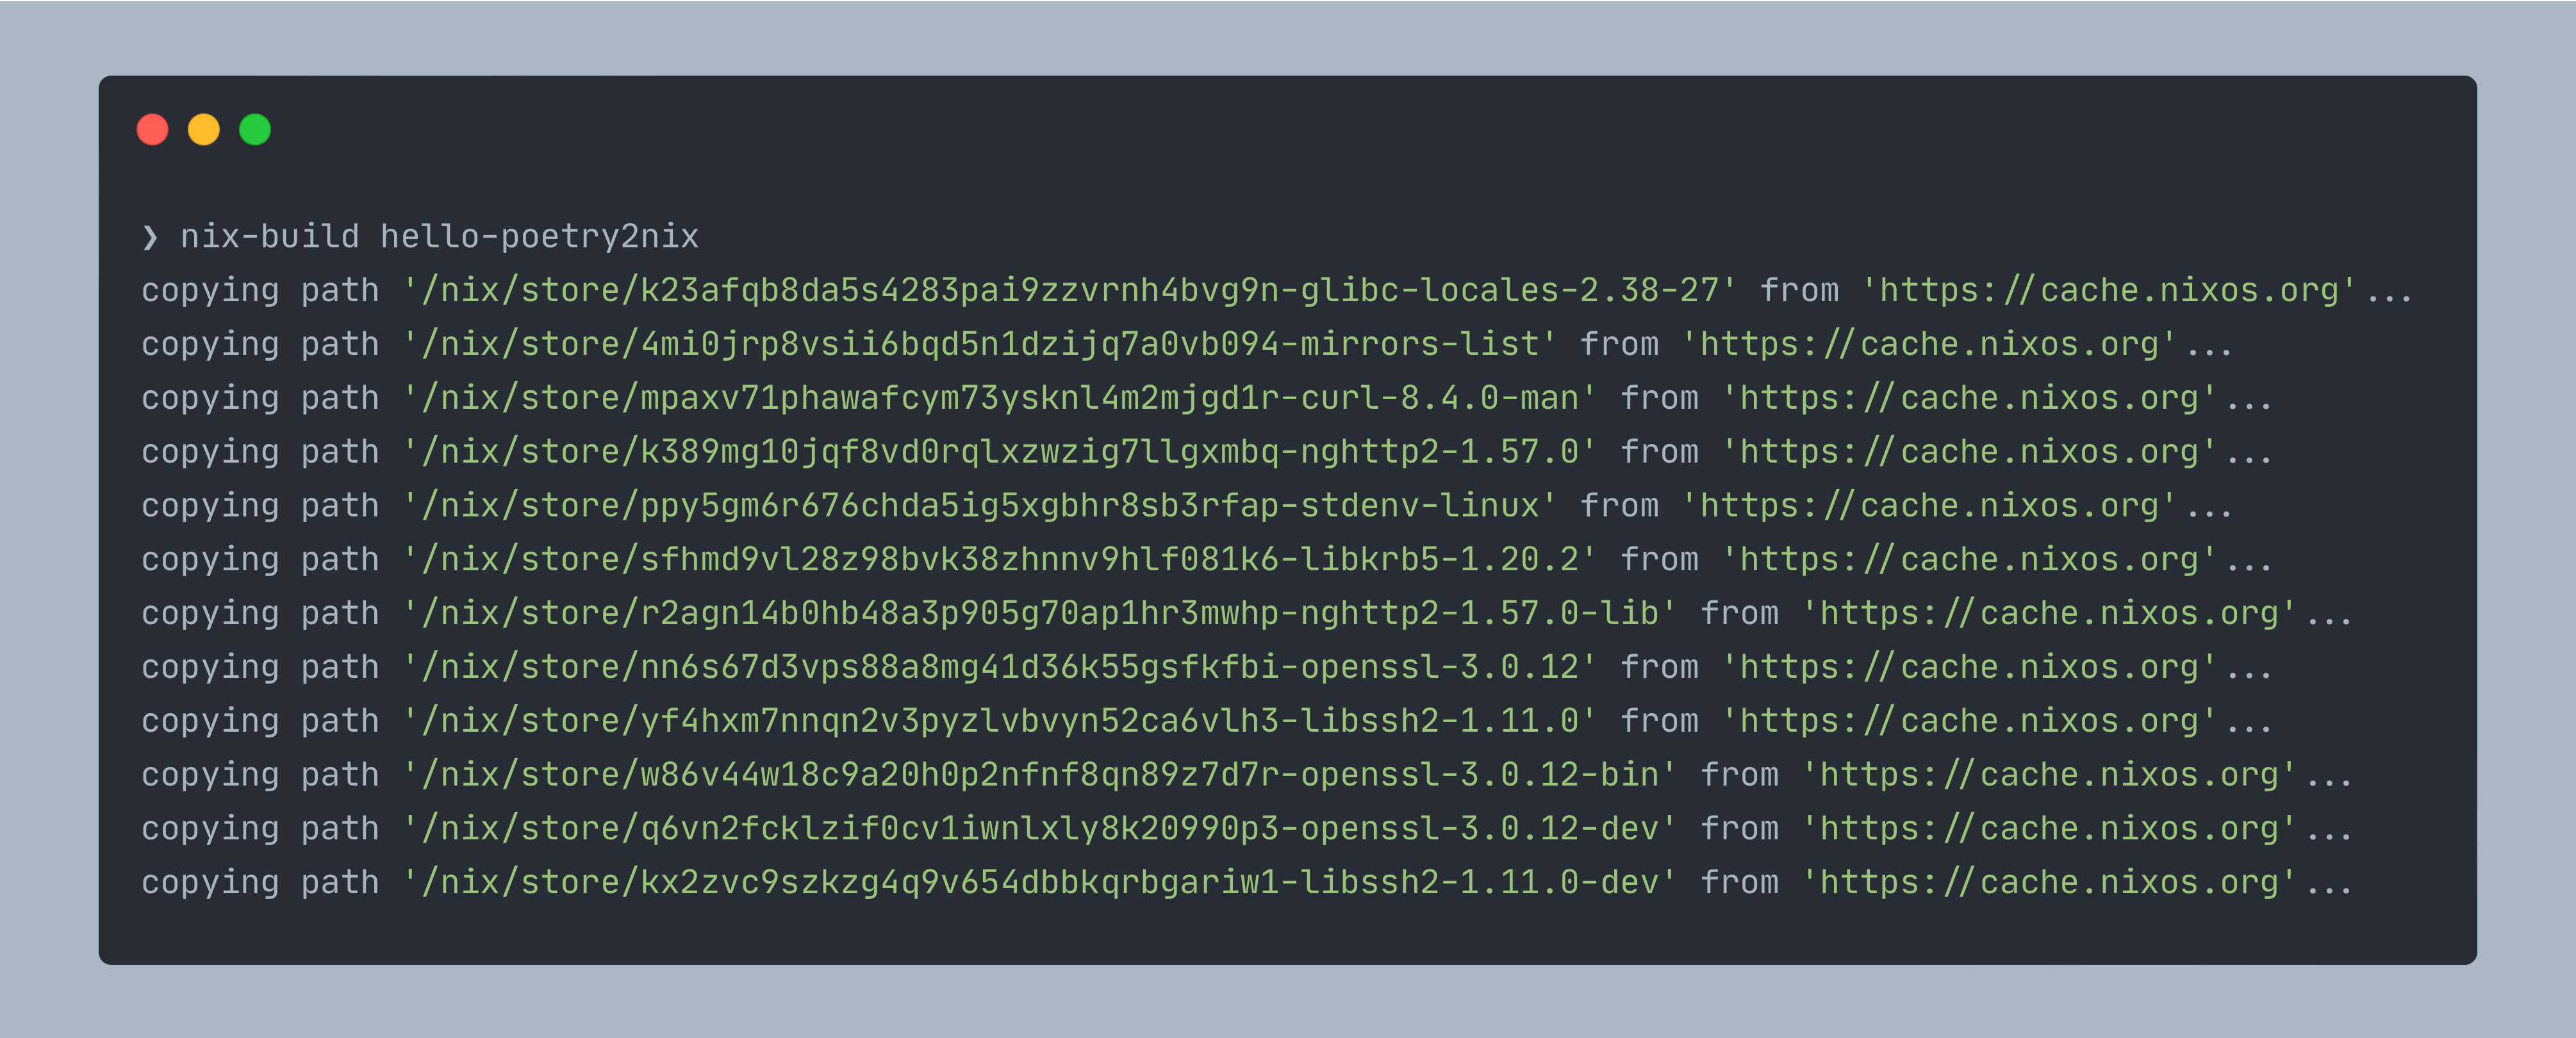 ❯ nix-build hello-poetry2nix
copying path '/nix/store/k23afqb8da5s4283pai9zzvrnh4bvg9n-glibc-locales-2.38-27' from 'https://cache.nixos.org'...
copying path '/nix/store/4mi0jrp8vsii6bqd5n1dzijq7a0vb094-mirrors-list' from 'https://cache.nixos.org'...
copying path '/nix/store/mpaxv71phawafcym73ysknl4m2mjgd1r-curl-8.4.0-man' from 'https://cache.nixos.org'...
copying path '/nix/store/k389mg10jqf8vd0rqlxzwzig7llgxmbq-nghttp2-1.57.0' from 'https://cache.nixos.org'...
copying path '/nix/store/ppy5gm6r676chda5ig5xgbhr8sb3rfap-stdenv-linux' from 'https://cache.nixos.org'...
copying path '/nix/store/sfhmd9vl28z98bvk38zhnnv9hlf081k6-libkrb5-1.20.2' from 'https://cache.nixos.org'...
copying path '/nix/store/r2agn14b0hb48a3p905g70ap1hr3mwhp-nghttp2-1.57.0-lib' from 'https://cache.nixos.org'...
copying path '/nix/store/nn6s67d3vps88a8mg41d36k55gsfkfbi-openssl-3.0.12' from 'https://cache.nixos.org'...
copying path '/nix/store/yf4hxm7nnqn2v3pyzlvbvyn52ca6vlh3-libssh2-1.11.0' from 'https://cache.nixos.org'...
copying path '/nix/store/w86v44w18c9a20h0p2nfnf8qn89z7d7r-openssl-3.0.12-bin' from 'https://cache.nixos.org'...
copying path '/nix/store/q6vn2fcklzif0cv1iwnlxly8k20990p3-openssl-3.0.12-dev' from 'https://cache.nixos.org'...
copying path '/nix/store/kx2zvc9szkzg4q9v654dbbkqrbgariw1-libssh2-1.11.0-dev' from 'https://cache.nixos.org'...